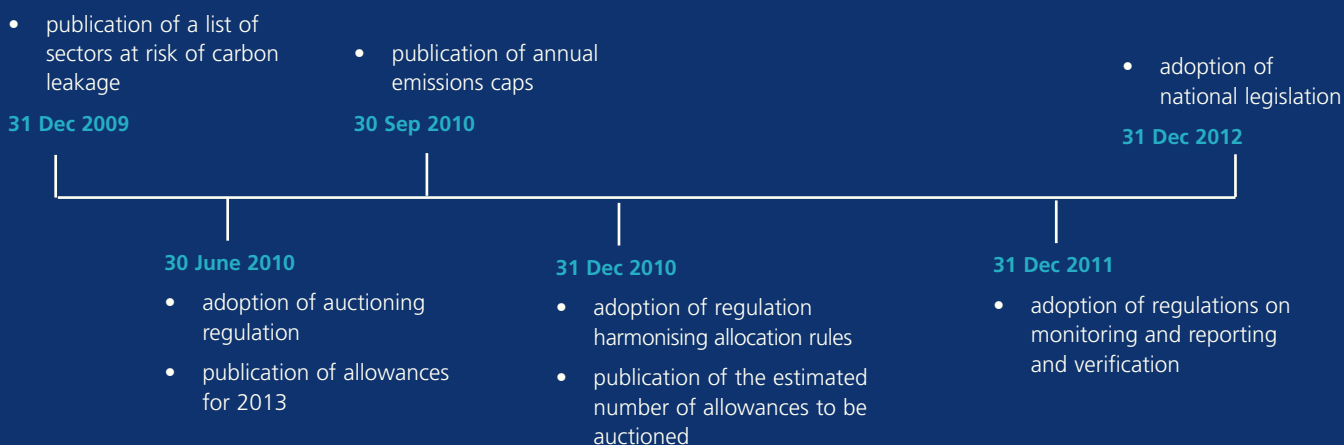 • publication of a list of
sectors at risk of carbon
leakage
31 Dec 2009
• publication of annual
emissions caps
30 Sep 2010
• adoption of
national legislation
31 Dec 2012
30 June 2010
• adoption of auctioning
regulation
• publication of allowances
for 2013
31 Dec 2010
• adoption of regulation
harmonising allocation rules
• publication of the estimated
number of allowances to be
auctioned
31 Dec 2011
• adoption of regulations on
monitoring and reporting
and verification